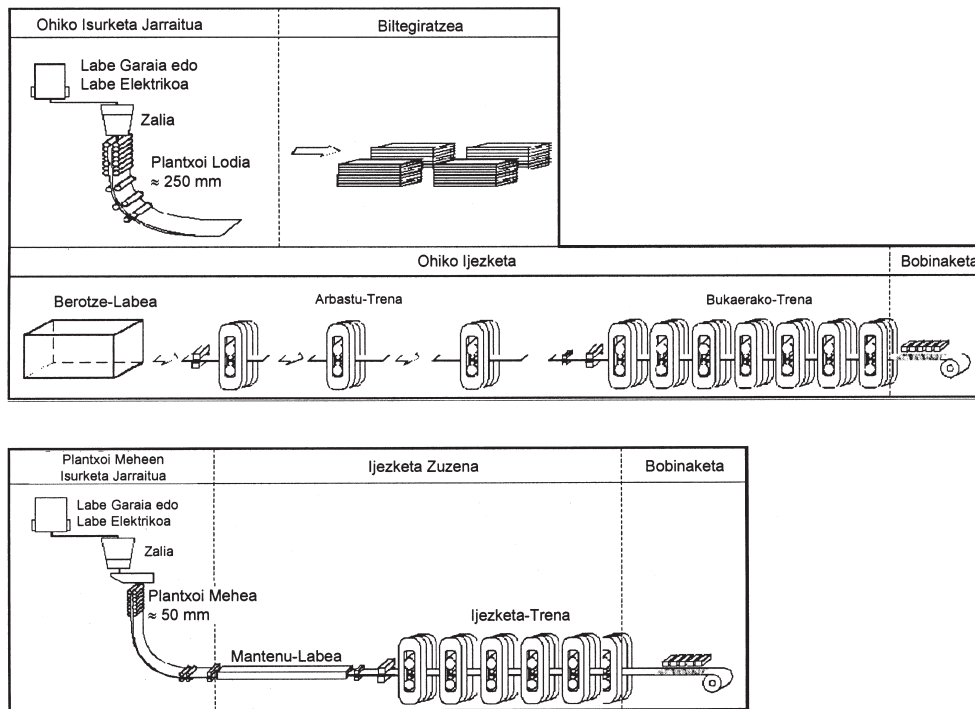 Ohiko Isurketa Jarraitua
Biltegiratzea
Labe Garaia edo
Labe Elektrikoa
Zalia
Plantxoi Lodia
≈ 250 mm
Ohiko Ijezketa
Bobinaketa
Berotze-Labea
Arbastu-Trena
Bukaerako-Trena
Plantxoi Meheen
Isurketa Jarraitua
Ijezketa Zuzena
Bobinaketa
Labe Garaia edo
Labe Elektrikoa
Zalia
Plantxoi Mehea
≈ 50 mm
Mantenu-Labea
Ijezketa-Trena